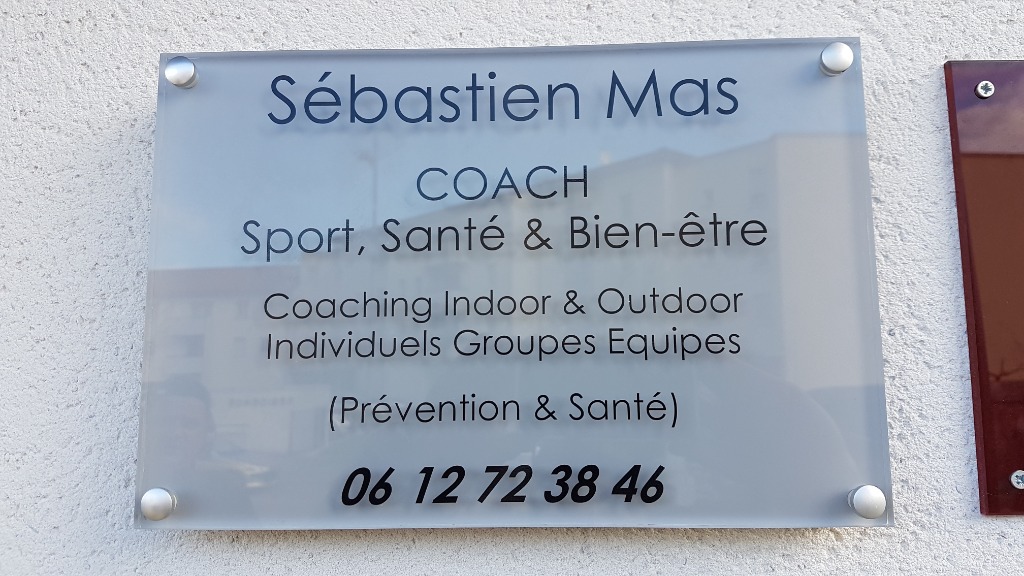 Sébastien Mas
COACH
Sport, Santé & Bien-être
Coaching Indoor & Outdoor
Individuels Groupes Equipes
(Prévention & Santé)
06 12 72 38 46